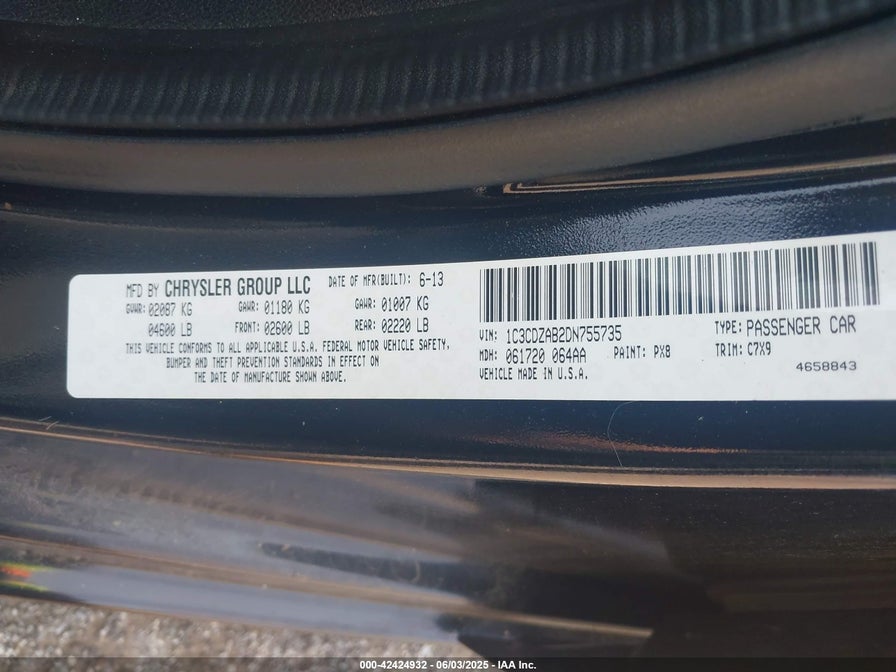 MFD BY CHRYSLER GROUP LLC DATE OF MFR(BUILT): 6-13
GVWR: 02087 KG GAWR: 01180 KG GAWR: 01007 KG
04600 LB FRONT: 02600 LB REAR: 02220 LB
THIS VEHICLE CONFORMS TO ALL APPLICABLE U.S.A. FEDERAL MOTOR VEHICLE SAFETY,
BUMPER AND THEFT PREVENTION STANDARDS IN EFFECT ON
THE DATE OF MANUFACTURE SHOWN ABOVE.
VIN: 1C3CDZAB2DN755735 TYPE: PASSENGER CAR
MDH: 061720 064AA PAINT: PX8 TRIM: C7X9
VEHICLE MADE IN U.S.A. 4658843
000-42424932 - 06/03/2025 - IAA Inc.